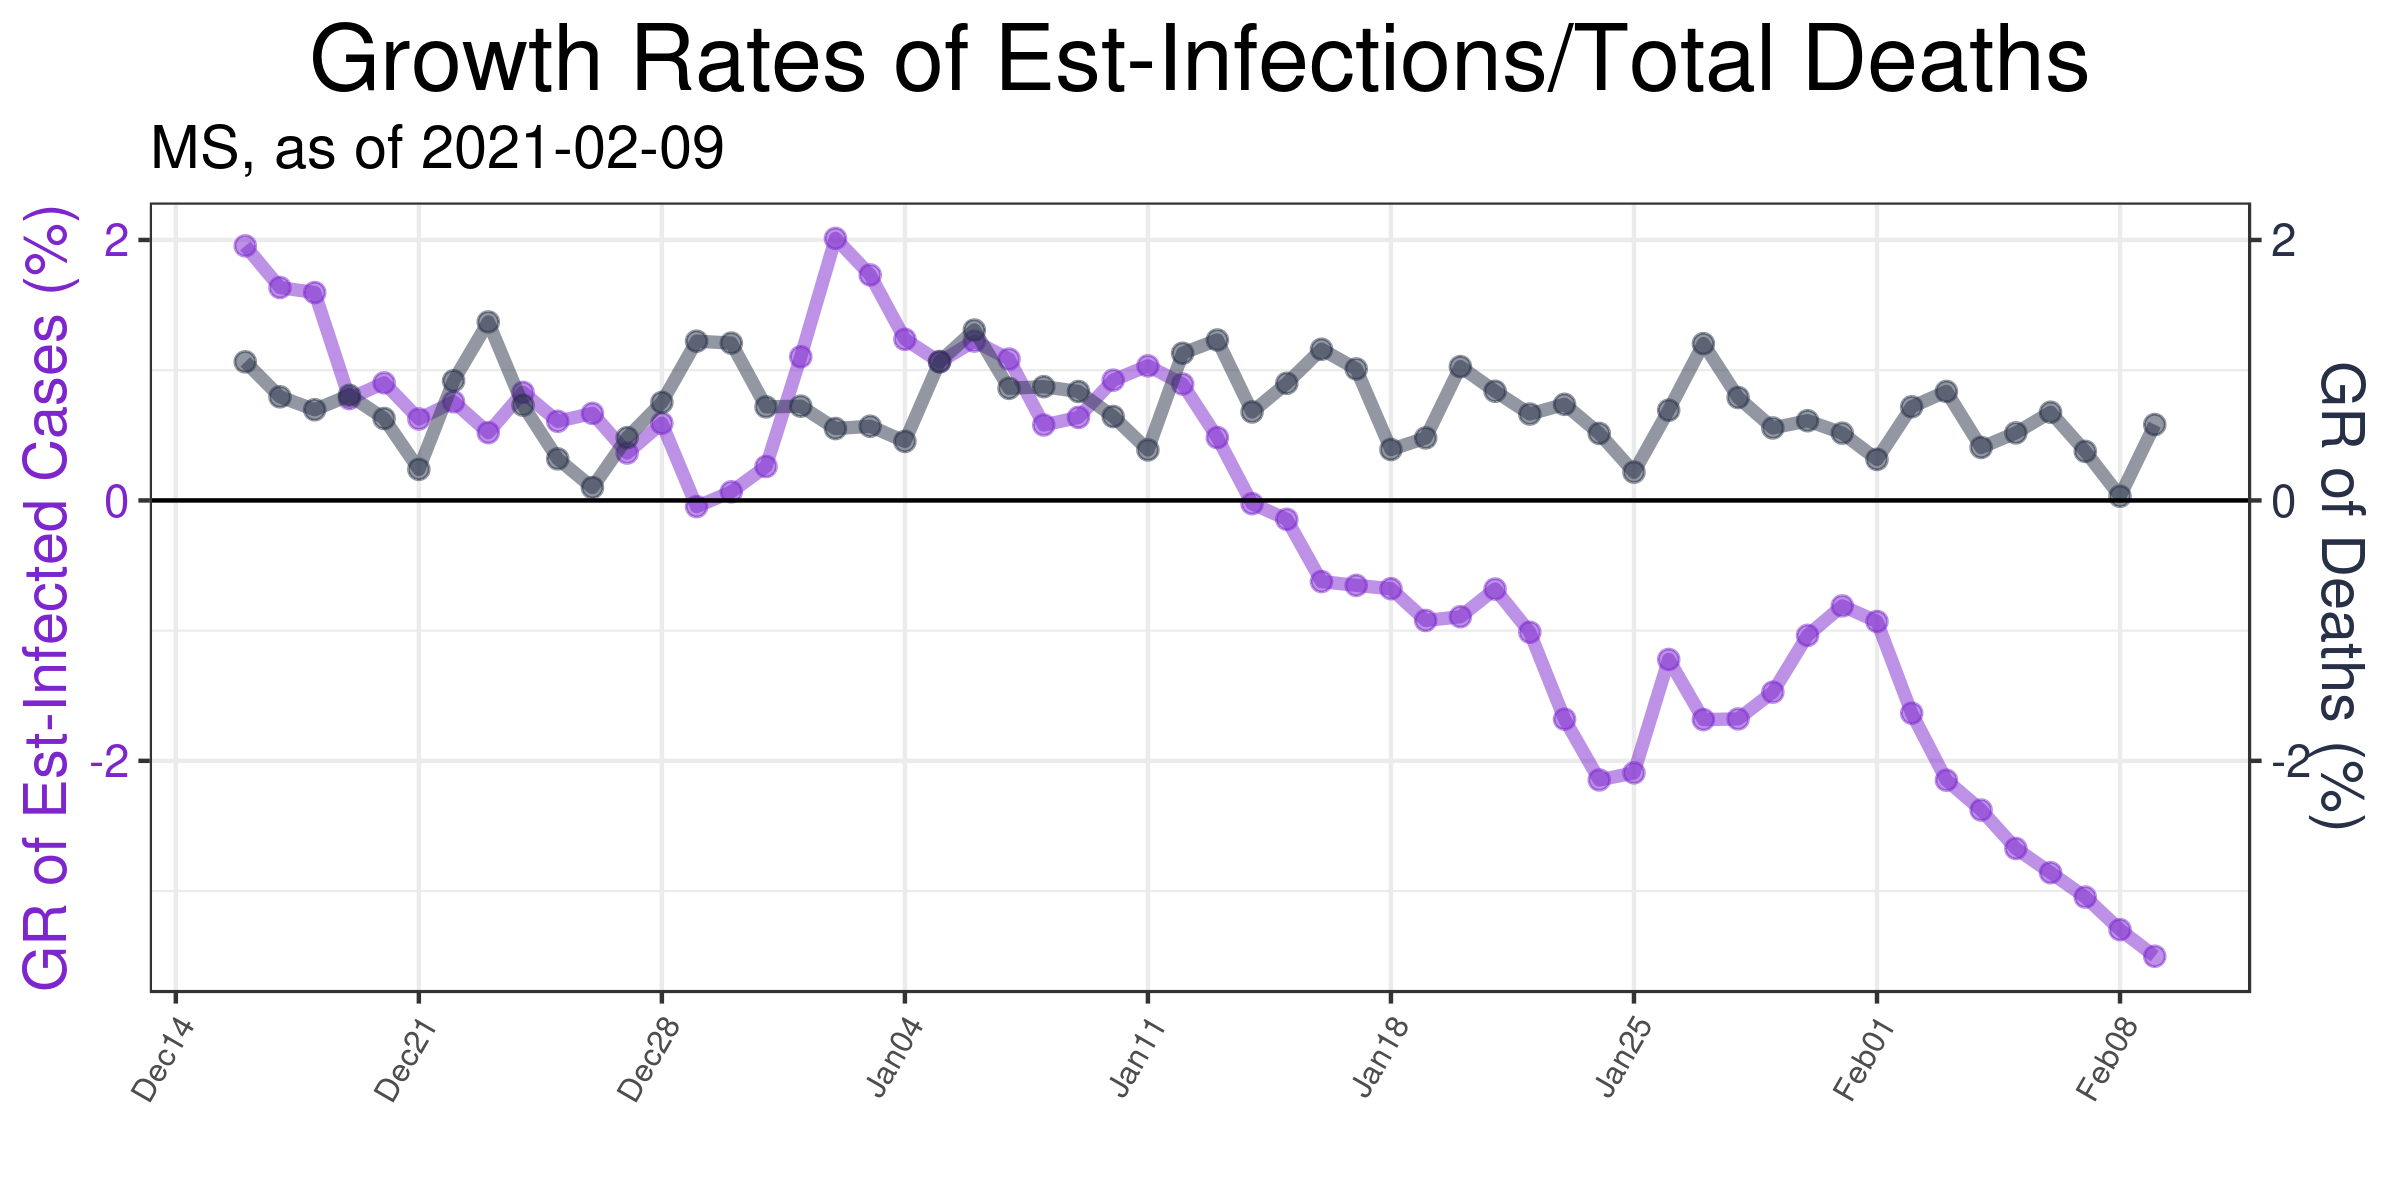 Growth Rates of Est-Infections/Total Deaths
MS, as of 2021-02-09
GR of Est-Infected Cases (%)
2
0
-2
2
0
-2
GR of Deaths (%)
Dec14
Dec21
Dec28
Jan04
Jan11
Jan18
Jan25
Feb01
Feb08